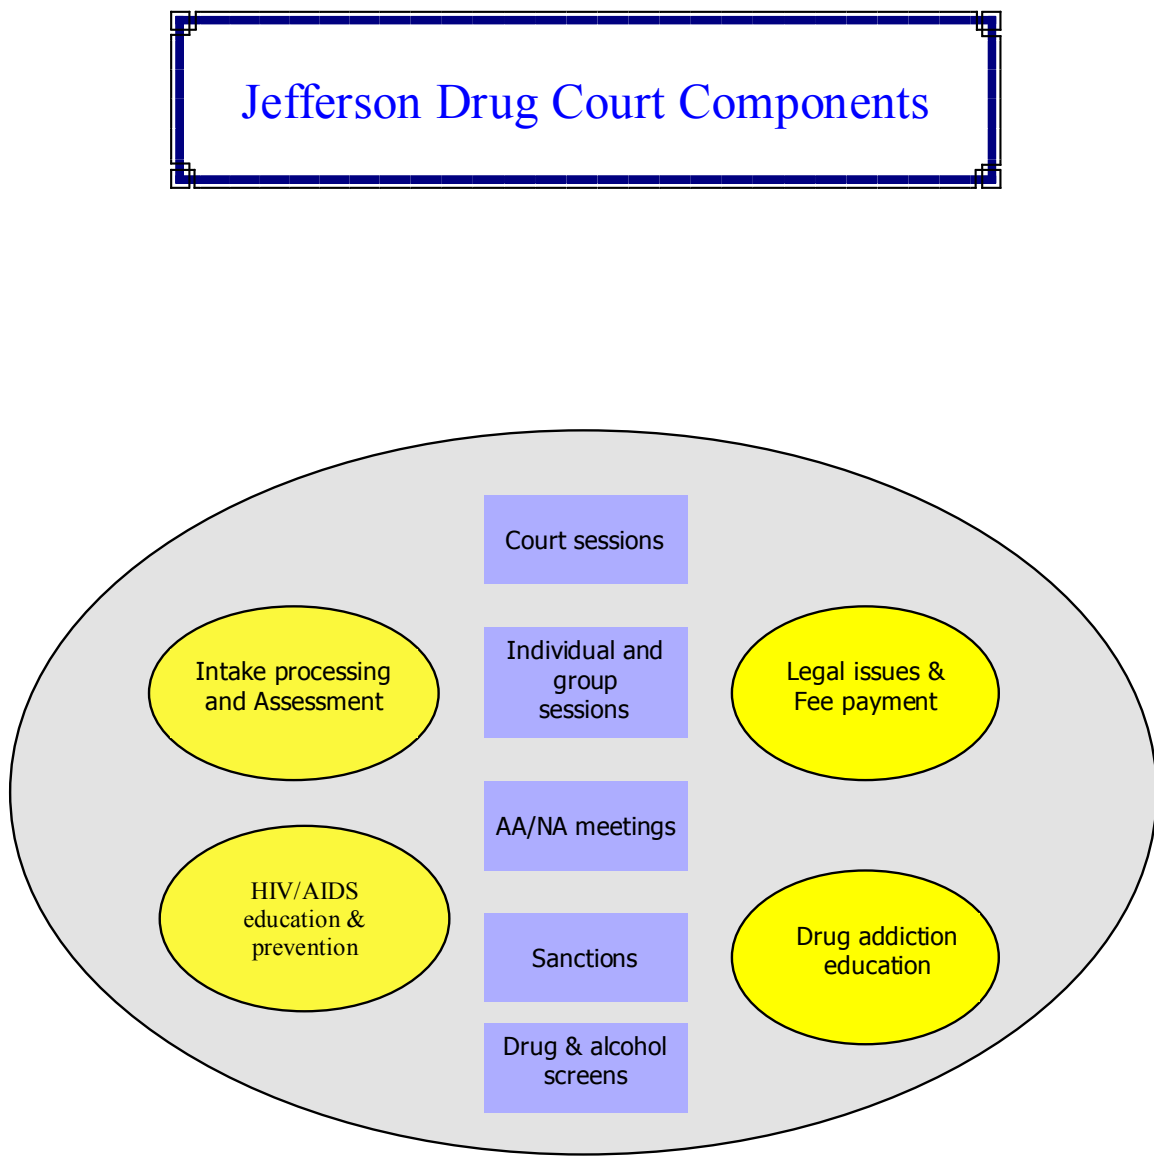 Jefferson Drug Court Components
Court sessions
Intake processing
and Assessment
Individual and
group
sessions
Legal issues &
Fee payment
AA/NA meetings
HIV/AIDS
education &
prevention
Sanctions
Drug addiction
education
Drug & alcohol
screens